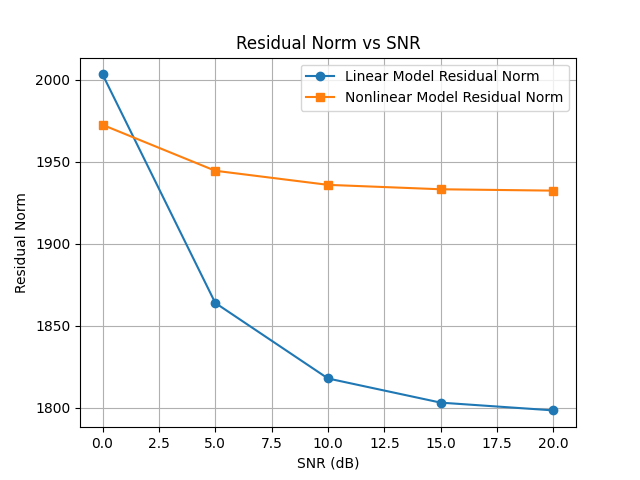 Residual Norm vs SNR
Linear Model Residual Norm
Nonlinear Model Residual Norm
Residual Norm
2000
1950
1900
1850
1800
0.0 2.5 5.0 7.5 10.0 12.5 15.0 17.5 20.0
SNR (dB)